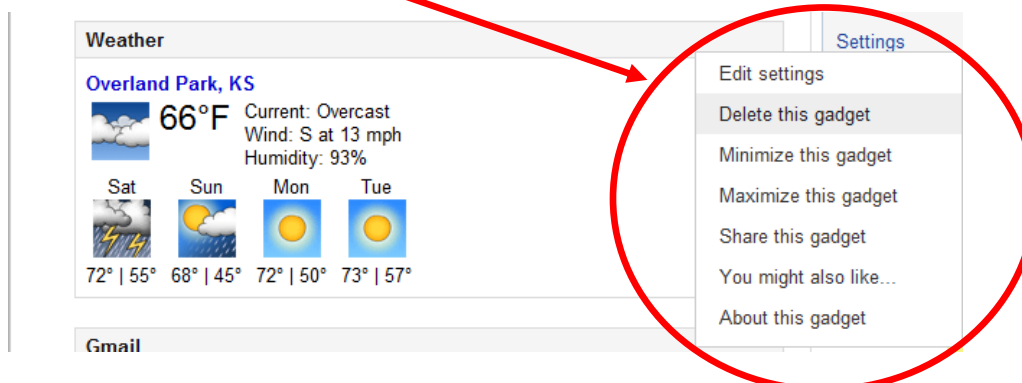 Weather
Settings
Overland Park, KS
66°F
Current: Overcast
Wind: S at 13 mph
Humidity: 93%
Sat Sun Mon Tue
72° | 55° 68° | 45° 72° | 50° 73° | 57°
Edit settings
Delete this gadget
Minimize this gadget
Maximize this gadget
Share this gadget
You might also like...
About this gadget
Gmail